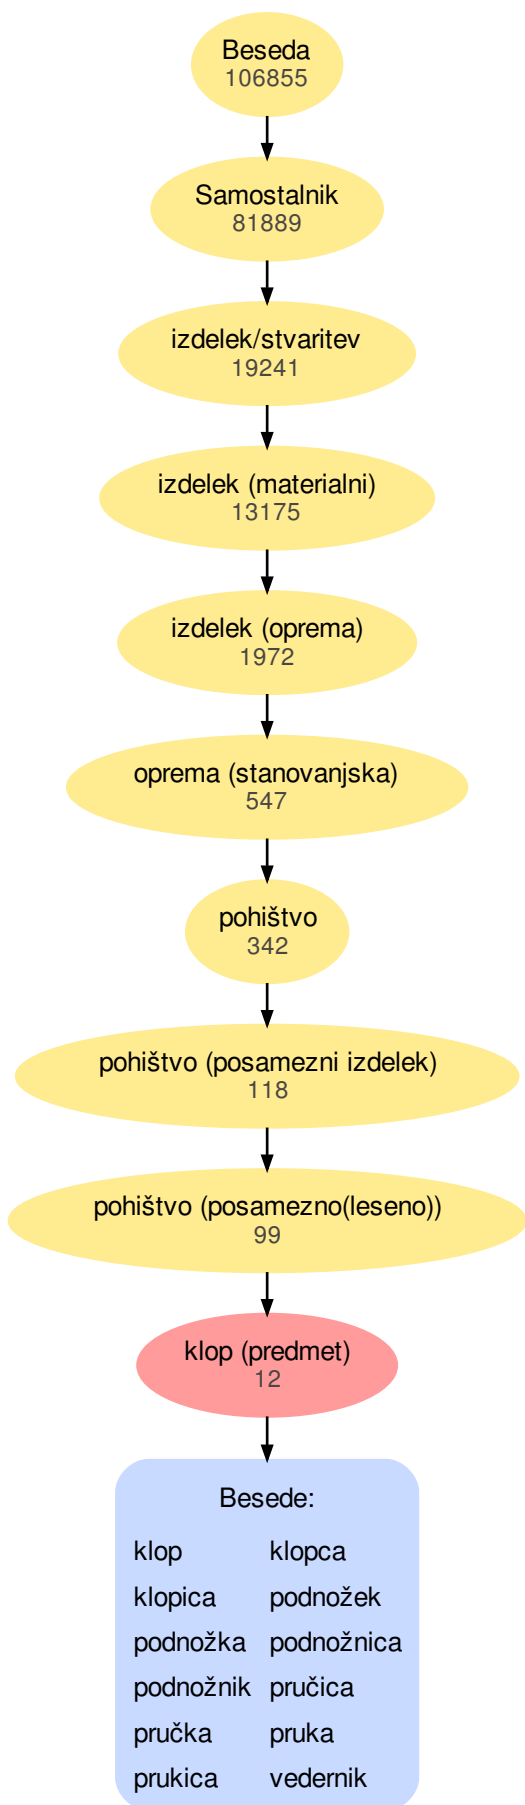 Beseda
106855
Samostalnik
81889
izdelek/stvaritev
19241
izdelek (materialni)
13175
izdelek (oprema)
1972
oprema (stanovanjska)
547
pohištvo
342
pohištvo (posamezni izdelek)
118
pohištvo (posamezno(leseno))
99
klop (predmet)
12
Besede:
klop klopca
klopica podnožek
podnožka podnožnica
podnožnik pručica
pručka pruka
prukica vedernik